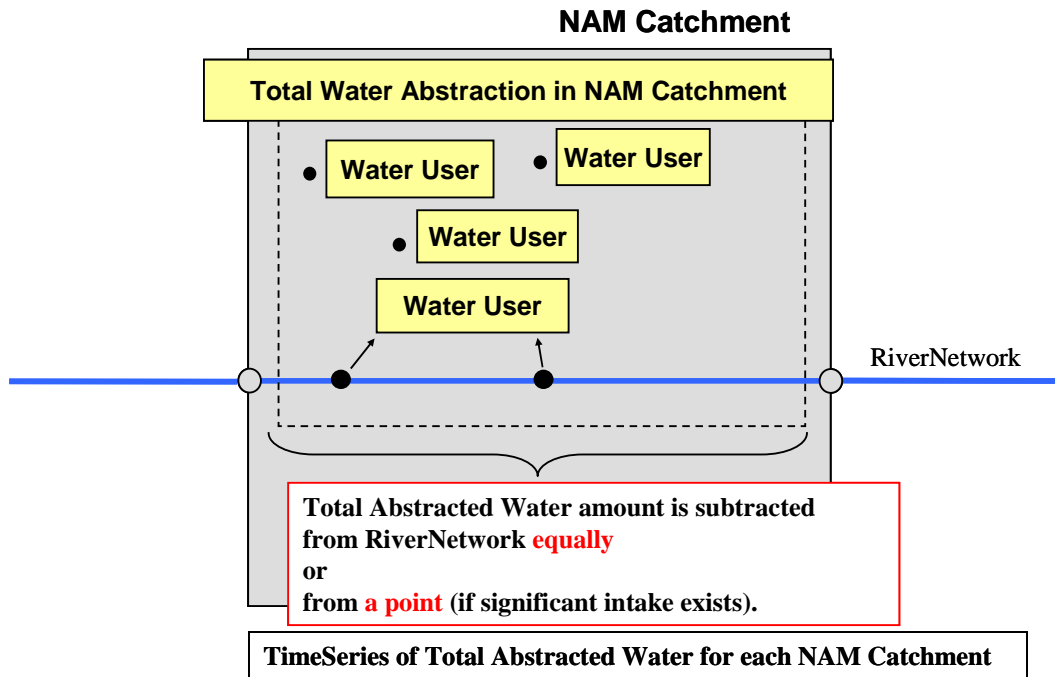 NAM Catchment
Total Water Abstraction in NAM Catchment
Water User
Water User
Water User
Water User
RiverNetwork
Total Abstracted Water amount is subtracted
from RiverNetwork equally
or
from a point (if significant intake exists).
TimeSeries of Total Abstracted Water for each NAM Catchment